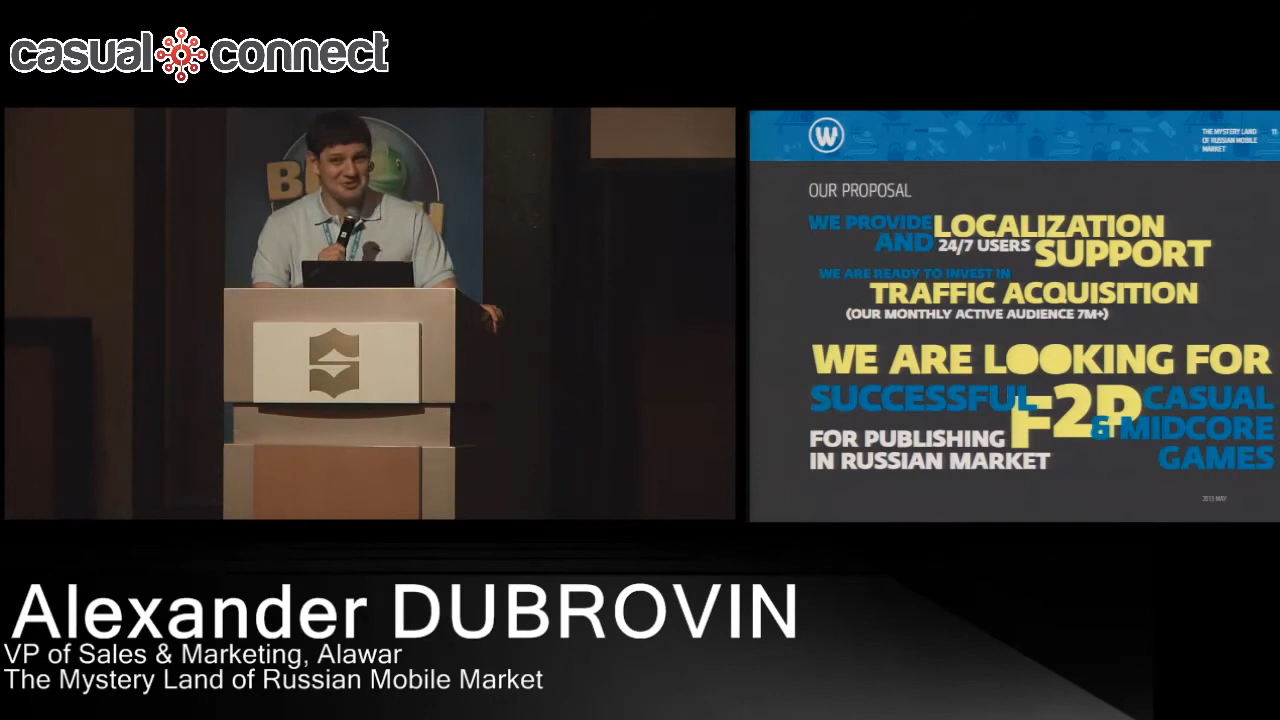 casual connect
W
THE MYSTERY LAND
OF RUSSIAN MOBILE
MARKET
11
OUR PROPOSAL
WE PROVIDE LOCALIZATION
AND 24/7 USERS SUPPORT
WE ARE READY TO INVEST IN
TRAFFIC ACQUISITION
(OUR MONTHLY ACTIVE AUDIENCE 7M+)
WE ARE LOOKING FOR
SUCCESSFUL F2P CASUAL
& MIDCORE
GAMES
FOR PUBLISHING
IN RUSSIAN MARKET
2013 MAY
Alexander DUBROVIN
VP of Sales & Marketing, Alawar
The Mystery Land of Russian Mobile Market